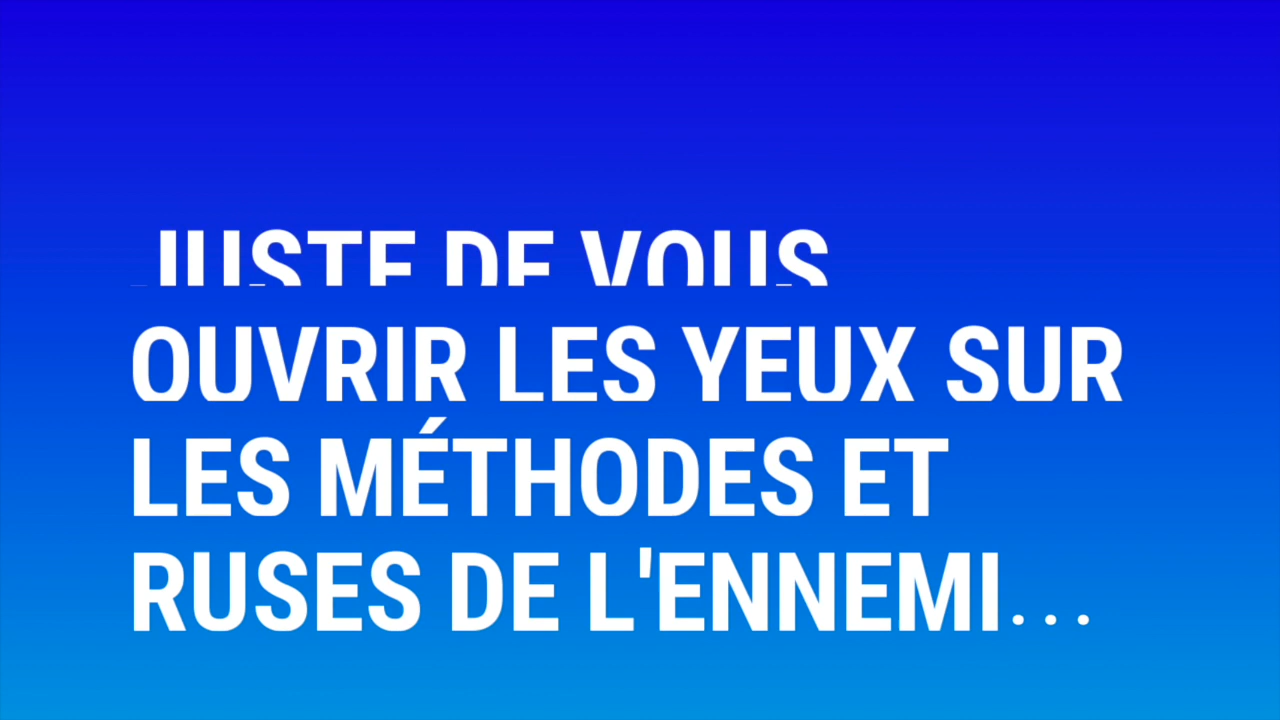 JUSTE DE VOUS
OUVRIR LES YEUX SUR
LES MÉTHODES ET
RUSES DE L'ENNEMI...